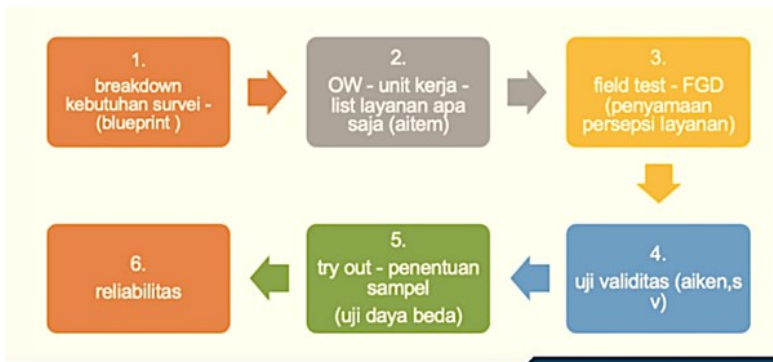 1.
breakdown
kebutuhan survei -
(blueprint )
2.
OW - unit kerja -
list layanan apa
saja (aitem)
3.
field test - FGD
(penyamaan
persepsi layanan)
4.
uji validitas (aiken,s
v)
5.
try out - penentuan
sampel
(uji daya beda)
6.
reliabilitas